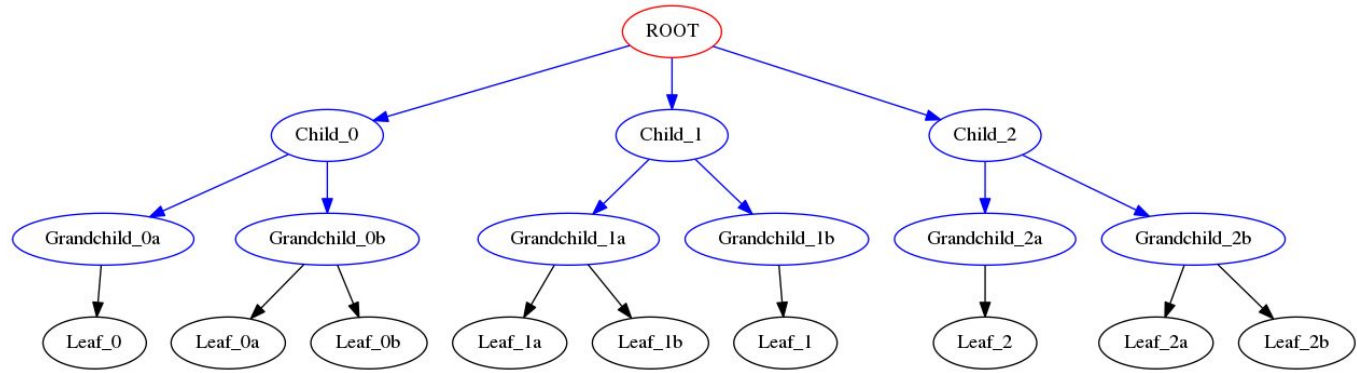 ROOT
Child_0
Child_1
Child_2
Grandchild_0a
Grandchild_0b
Grandchild_1a
Grandchild_1b
Grandchild_2a
Grandchild_2b
Leaf_0
Leaf_0a
Leaf_0b
Leaf_1a
Leaf_1b
Leaf_1
Leaf_2
Leaf_2a
Leaf_2b